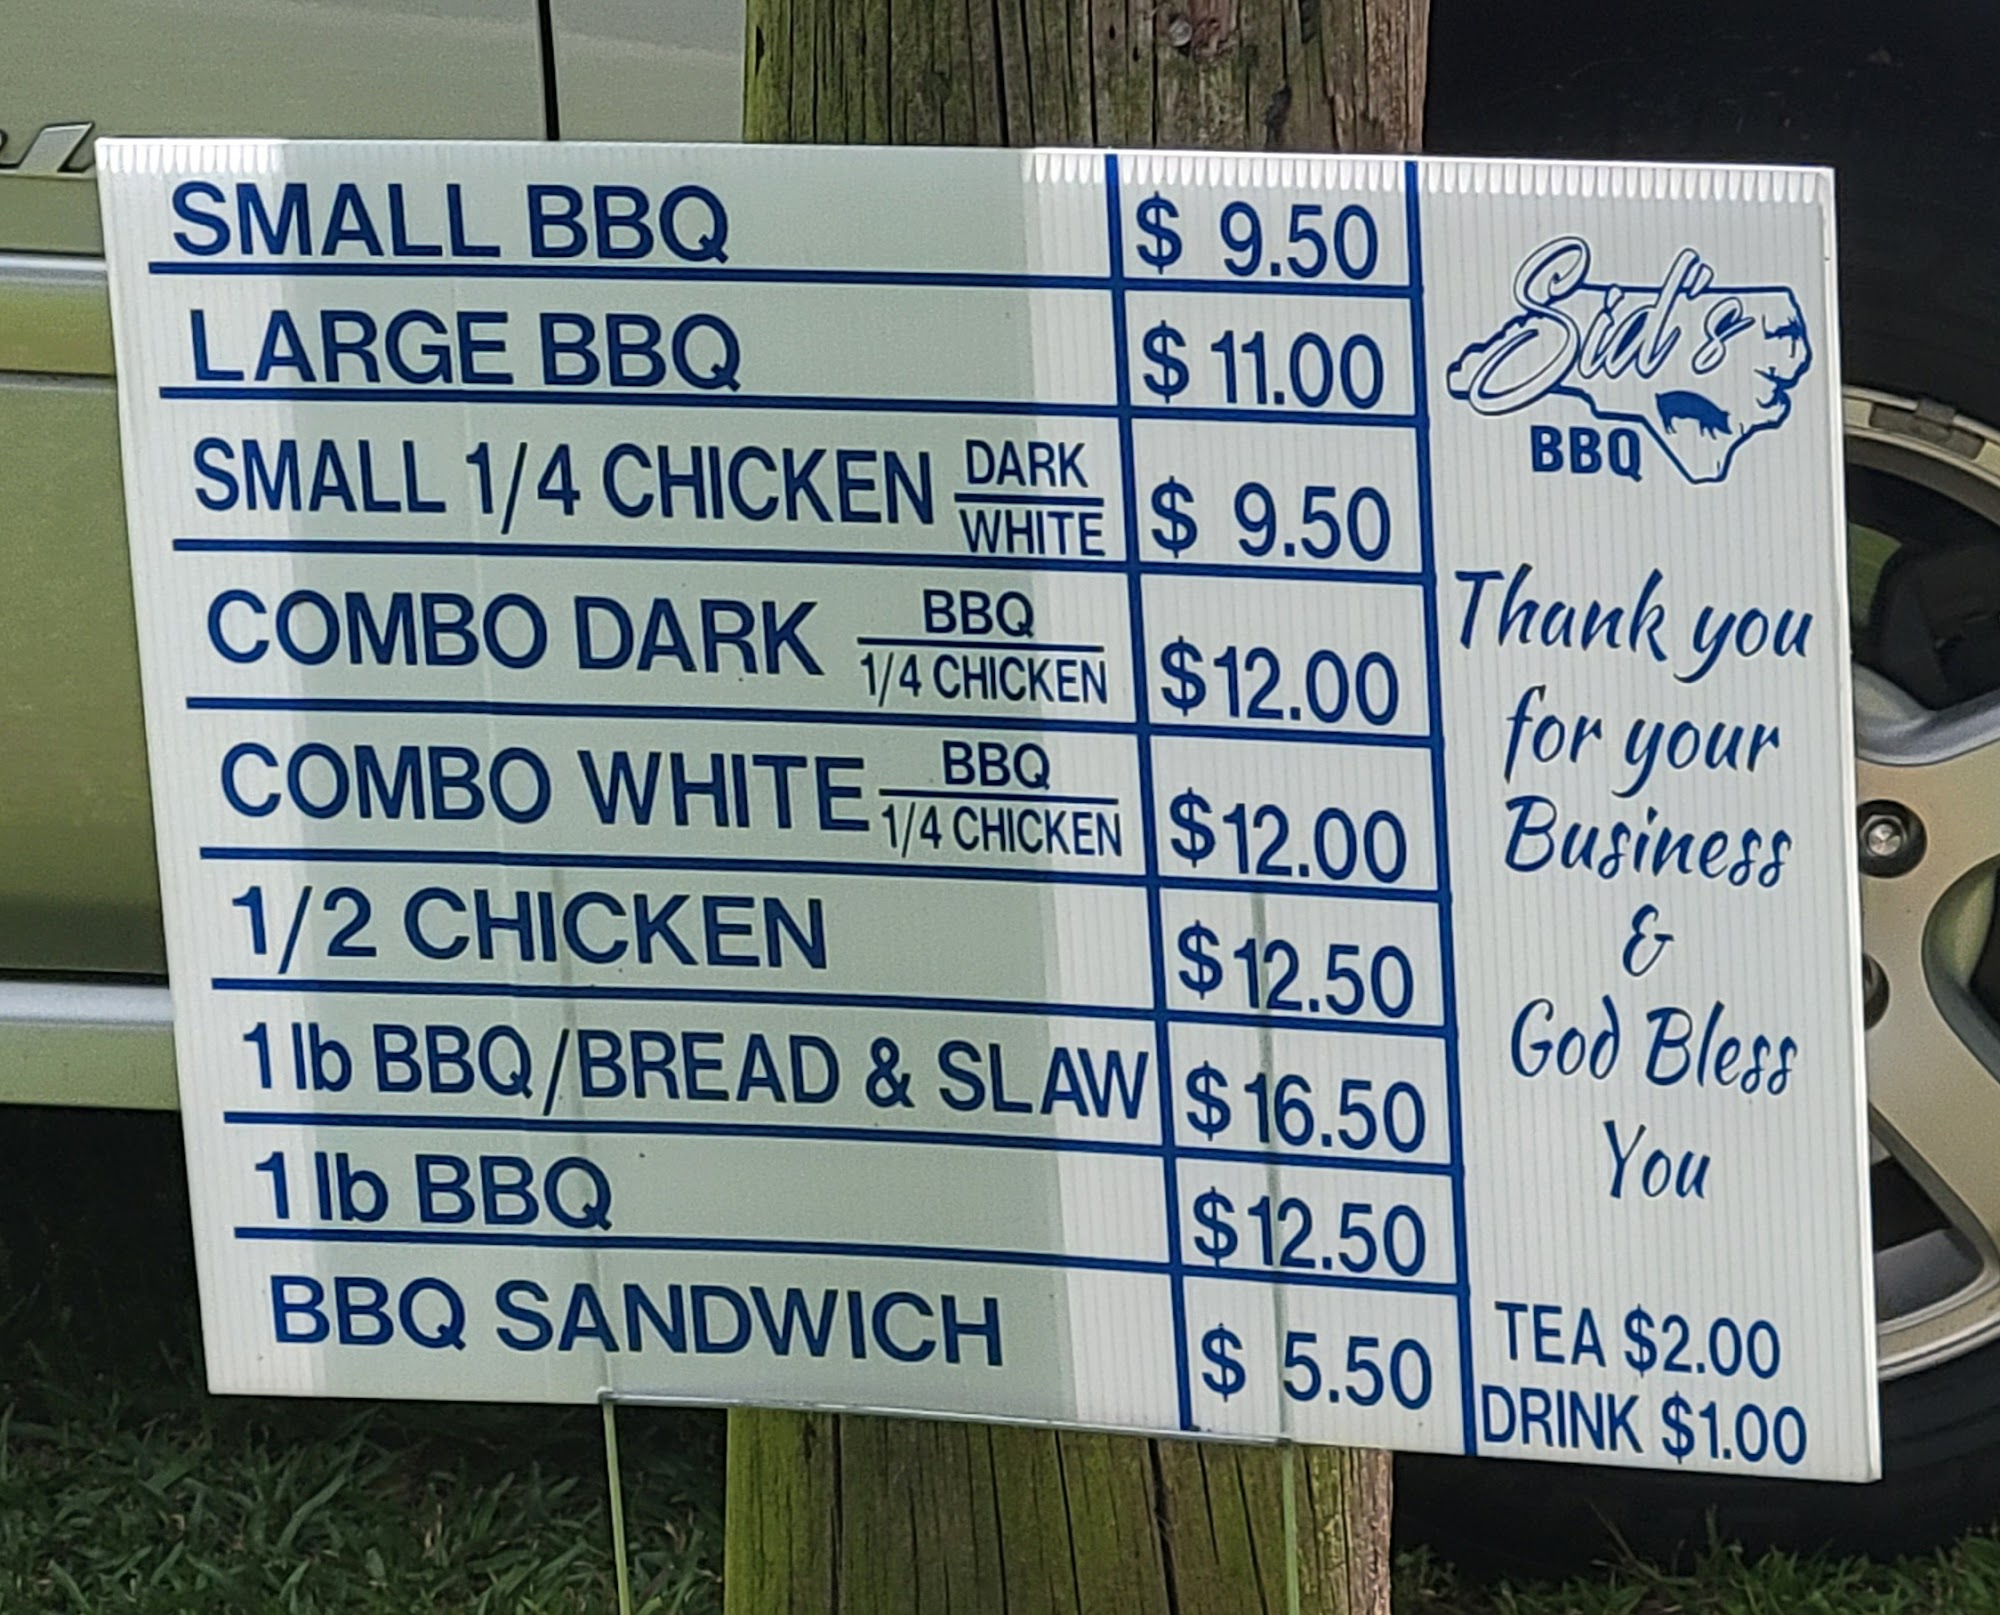 SMALL BBQ $ 9.50
LARGE BBQ $ 11.00
SMALL 1/4 CHICKEN DARK/WHITE $ 9.50
COMBO DARK BBQ/1/4 CHICKEN $12.00
COMBO WHITE BBQ/1/4 CHICKEN $12.00
1/2 CHICKEN $12.50
1 lb BBQ/BREAD & SLAW $16.50
1 lb BBQ $12.50
BBQ SANDWICH $ 5.50
Sid's
BBQ
Thank you
for your
Business
&
God Bless
You
TEA $2.00
DRINK $1.00